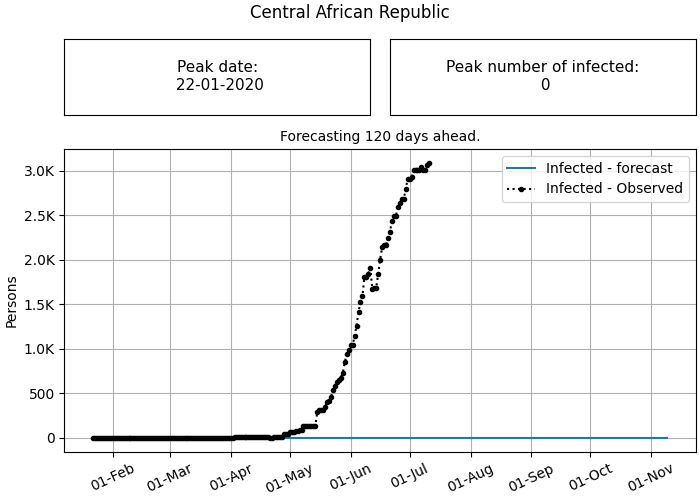 Central African Republic
Peak date:
22-01-2020
Peak number of infected:
0
Forecasting 120 days ahead.
Infected - forecast
Infected - Observed
3.0K
2.5K
2.0K
1.5K
1.0K
500
0
Persons
01-Feb
01-Mar
01-Apr
01-May
01-Jun
01-Jul
01-Aug
01-Sep
01-Oct
01-Nov